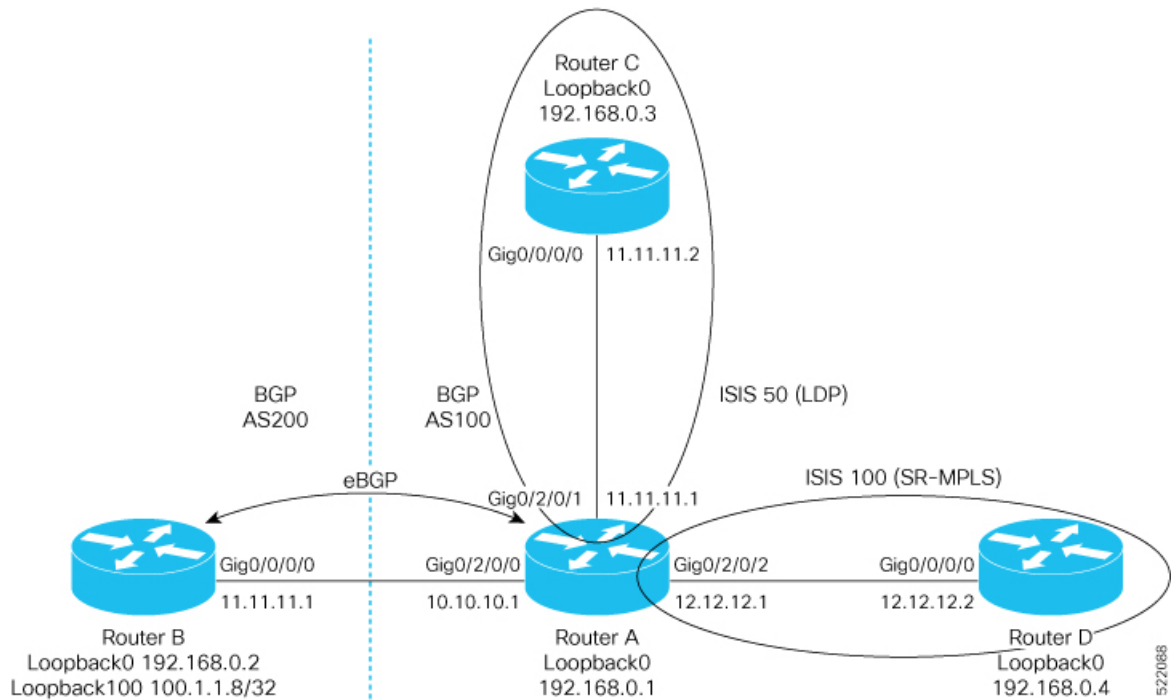 Router C
Loopback0
192.168.0.3
Gig0/0/0/0
11.11.11.2
BGP
AS200
BGP
AS100
ISIS 50 (LDP)
eBGP
Gig0/2/0/1
11.11.11.1
ISIS 100 (SR-MPLS)
Gig0/0/0/0
Gig0/2/0/0
Gig0/2/0/2
Gig0/0/0/0
11.11.11.1
10.10.10.1
12.12.12.1
12.12.12.2
Router B
Loopback0 192.168.0.2
Loopback100 100.1.1.8/32
Router A
Loopback0
192.168.0.1
Router D
Loopback0
192.168.0.4
522088